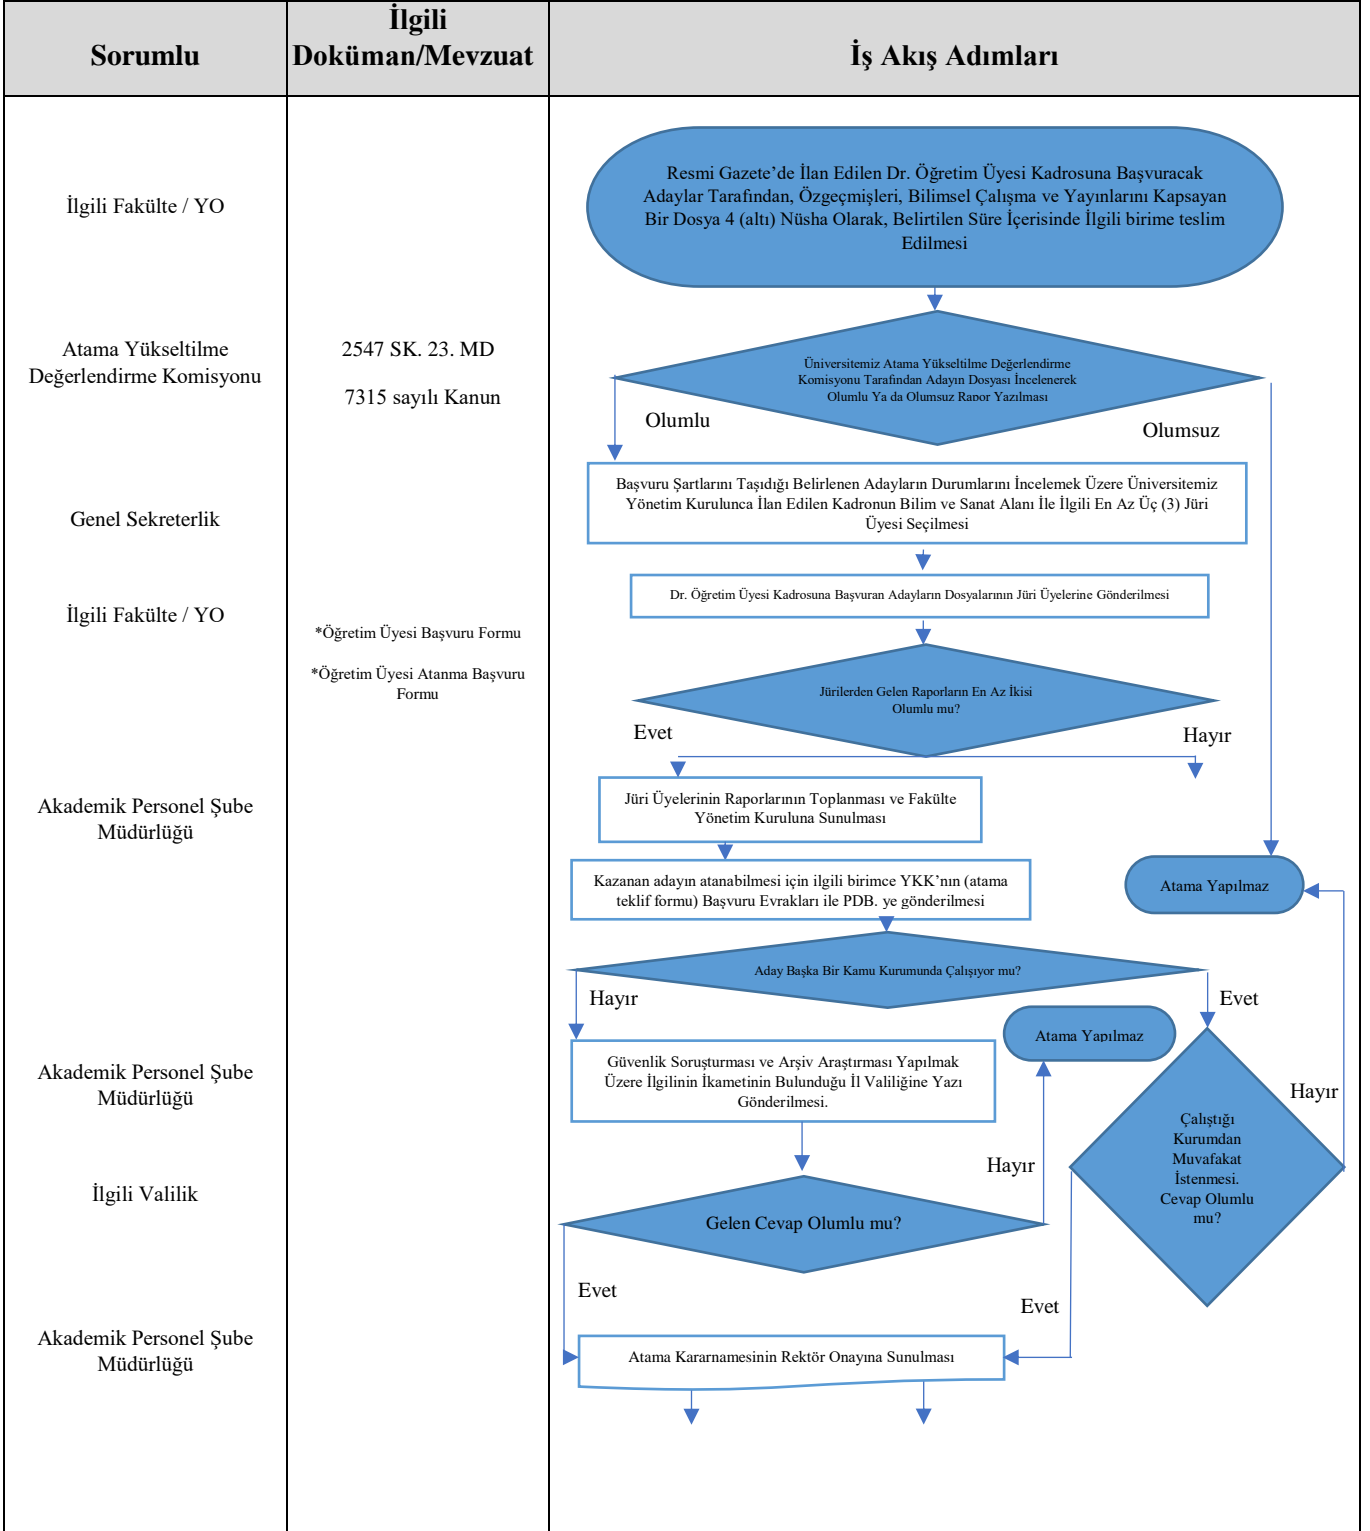 Sorumlu
İlgili
Doküman/Mevzuat
İş Akış Adımları
İlgili Fakülte / YO
Resmi Gazete’de İlan Edilen Dr. Öğretim Üyesi Kadrosuna Başvuracak
Adaylar Tarafından, Özgeçmişleri, Bilimsel Çalışma ve Yayınlarını Kapsayan
Bir Dosya 4 (altı) Nüsha Olarak, Belirtilen Süre İçerisinde İlgili birime teslim
Edilmesi
Atama Yükseltilme
Değerlendirme Komisyonu
2547 SK. 23. MD
7315 sayılı Kanun
Üniversitemiz Atama Yükseltilme Değerlendirme
Komisyonu Tarafından Adayın Dosyası İncelenerek
Olumlu Ya da Olumsuz Rapor Yazılması
Olumlu
Olumsuz
Genel Sekreterlik
Başvuru Şartlarını Taşıdığı Belirlenen Adayların Durumlarını İncelemek Üzere Üniversitemiz
Yönetim Kurulunca İlan Edilen Kadronun Bilim ve Sanat Alanı İle İlgili En Az Üç (3) Jüri
Üyesi Seçilmesi
İlgili Fakülte / YO
Dr. Öğretim Üyesi Kadrosuna Başvuran Adayların Dosyalarının Jüri Üyelerine Gönderilmesi
*Öğretim Üyesi Başvuru Formu
*Öğretim Üyesi Atanma Başvuru
Formu
Jürilerden Gelen Raporların En Az İkisi
Olumlu mu?
Evet
Hayır
Akademik Personel Şube
Müdürlüğü
Jüri Üyelerinin Raporlarının Toplanması ve Fakülte
Yönetim Kuruluna Sunulması
Kazanan adayın atanabilmesi için ilgili birimce YKK’nın (atama
teklif formu) Başvuru Evrakları ile PDB. ye gönderilmesi
Atama Yapılmaz
Aday Başka Bir Kamu Kurumunda Çalışıyor mu?
Hayır
Evet
Atama Yapılmaz
Akademik Personel Şube
Müdürlüğü
Güvenlik Soruşturması ve Arşiv Araştırması Yapılmak
Üzere İlgilinin İkametinin Bulunduğu İl Valiliğine Yazı
Gönderilmesi.
Hayır
Çalıştığı
Kurumdan
Muvafakat
İstenmesi.
Cevap Olumlu
mu?
Hayır
İlgili Valilik
Gelen Cevap Olumlu mu?
Evet
Evet
Akademik Personel Şube
Müdürlüğü
Atama Kararnamesinin Rektör Onayına Sunulması